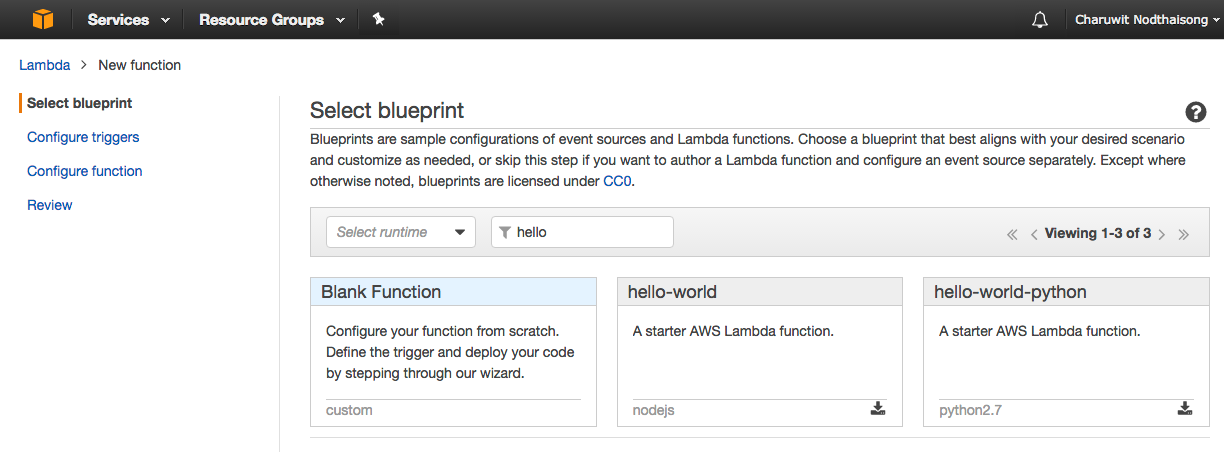 Services Resource Groups Charuwit Nodthaisong
Lambda > New function
Select blueprint
Configure triggers
Configure function
Review
Select blueprint
?
Blueprints are sample configurations of event sources and Lambda functions. Choose a blueprint that best aligns with your desired scenario
and customize as needed, or skip this step if you want to author a Lambda function and configure an event source separately. Except where
otherwise noted, blueprints are licensed under CC0.
Select runtime hello « ‹ Viewing 1-3 of 3 › »
Blank Function
Configure your function from scratch.
Define the trigger and deploy your code
by stepping through our wizard.
custom
hello-world
A starter AWS Lambda function.
nodejs
hello-world-python
A starter AWS Lambda function.
python2.7